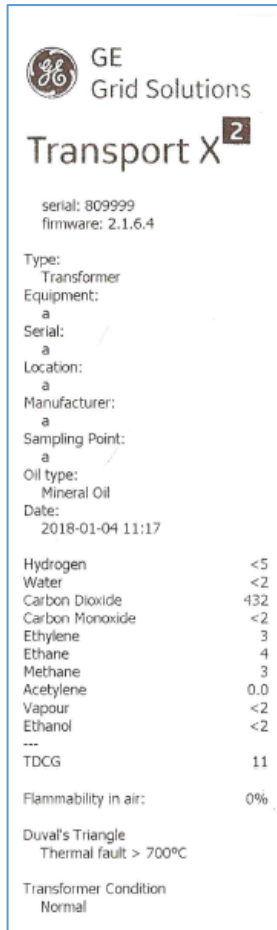 GE
Grid Solutions
Transport X2
serial: 809999
firmware: 2.1.6.4
Type:
Transformer
Equipment:
a
Serial:
a
Location:
a
Manufacturer:
a
Sampling Point:
a
Oil type:
Mineral Oil
Date:
2018-01-04 11:17
Hydrogen <5
Water <2
Carbon Dioxide 432
Carbon Monoxide <2
Ethylene 3
Ethane 4
Methane 3
Acetylene 0.0
Vapour <2
Ethanol <2
---
TDCG 11
Flammability in air: 0%
Duval's Triangle
Thermal fault > 700ºC
Transformer Condition
Normal